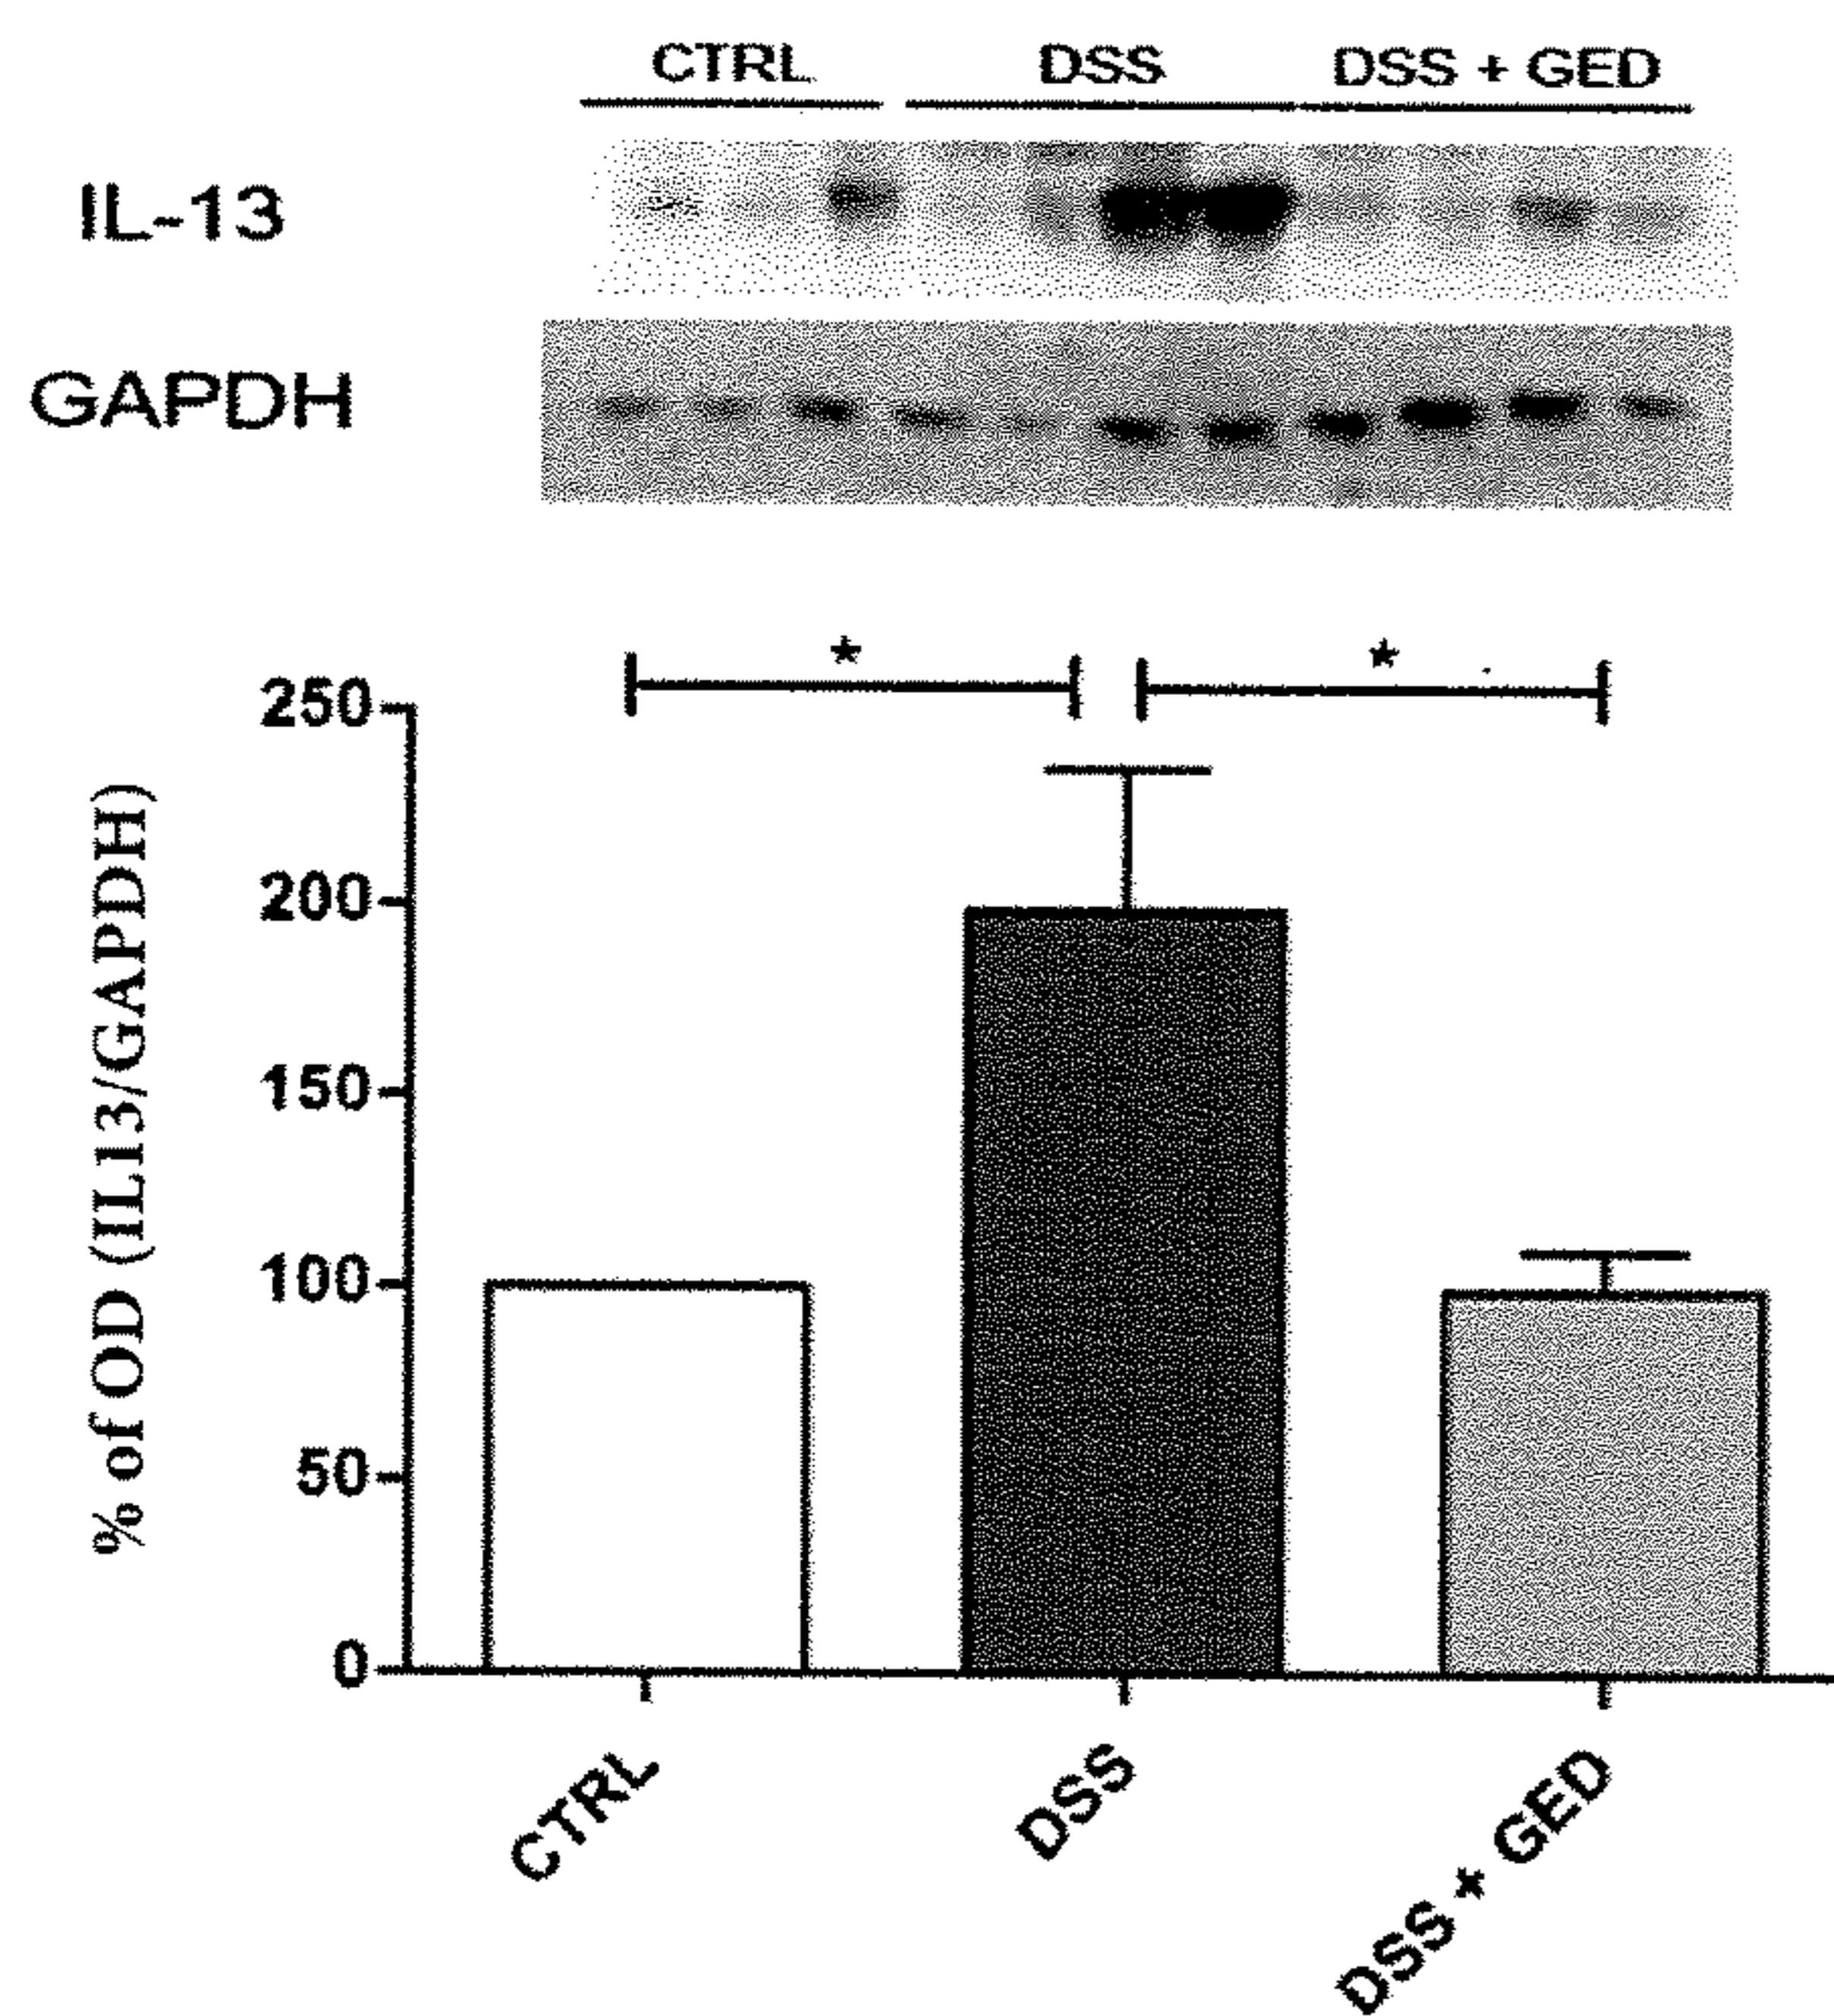 CTRL DSS DSS + GED
IL-13
GAPDH
* *
250
200
150
100
50
0
% of OD (IL13/GAPDH)
CTRL
DSS
DSS + GED